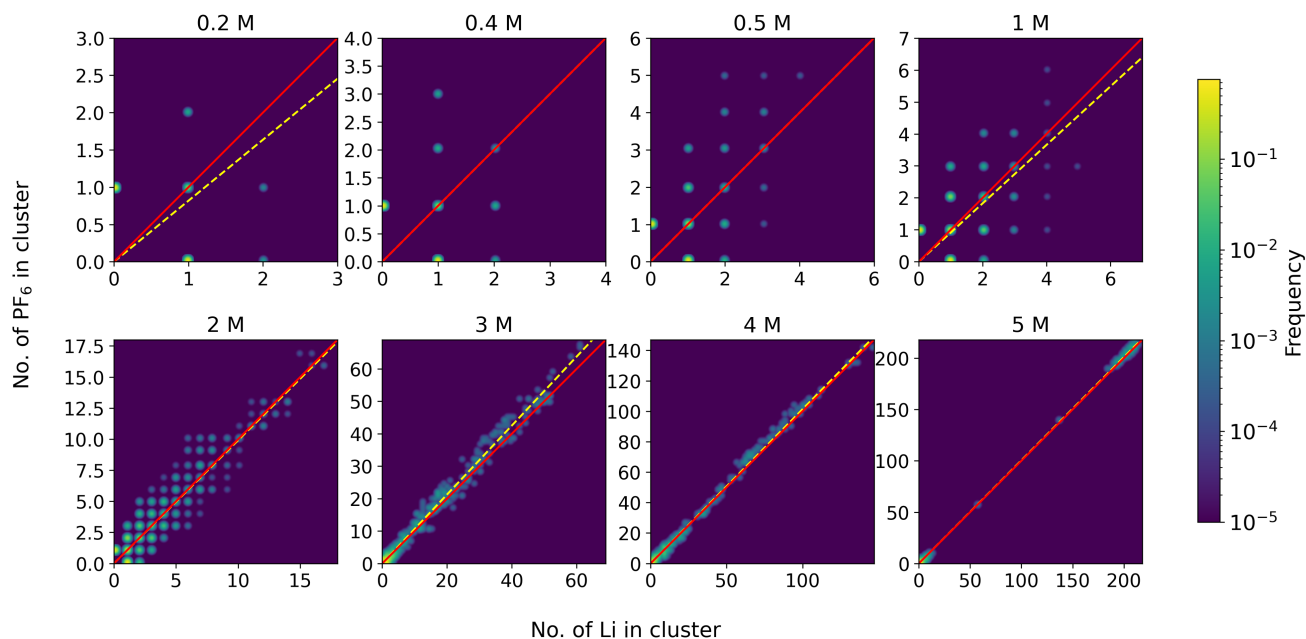 0.2 M 0.4 M 0.5 M 1 M
3.0 2.5 2.0 1.5 1.0 0.5 0.0
0 1 2 3
4.0 3.5 3.0 2.5 2.0 1.5 1.0 0.5 0.0
0 1 2 3 4
6 5 4 3 2 1 0
0 2 4 6
7 6 5 4 3 2 1 0
0 2 4 6
No. of PF₆ in cluster
2 M 3 M 4 M 5 M
17.5 15.0 12.5 10.0 7.5 5.0 2.5 0.0
0 5 10 15
60 50 40 30 20 10 0
0 20 40 60
140 120 100 80 60 40 20 0
0 50 100
200 150 100 50 0
0 50 100 150 200
No. of Li in cluster
10⁻¹
10⁻²
10⁻³
10⁻⁴
10⁻⁵
Frequency